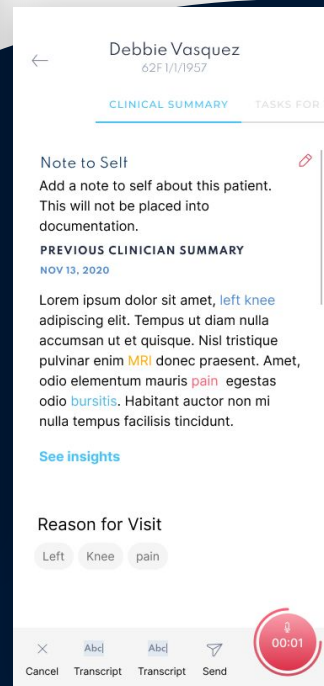 Debbie Vasquez
62F 1/1/1957
CLINICAL SUMMARY TASKS FOR
Note to Self
Add a note to self about this patient.
This will not be placed into
documentation.
PREVIOUS CLINICIAN SUMMARY
NOV 13, 2020
Lorem ipsum dolor sit amet, left knee
adipiscing elit. Tempus ut diam nulla
accumsan ut et quisque. Nisl tristique
pulvinar enim MRI donec praesent. Amet,
odio elementum mauris pain egestas
odio bursitis. Habitant auctor non mi
nulla tempus facilisis tincidunt.
See insights
Reason for Visit
Left Knee pain
Abc Abc 00:01
Cancel Transcript Transcript Send